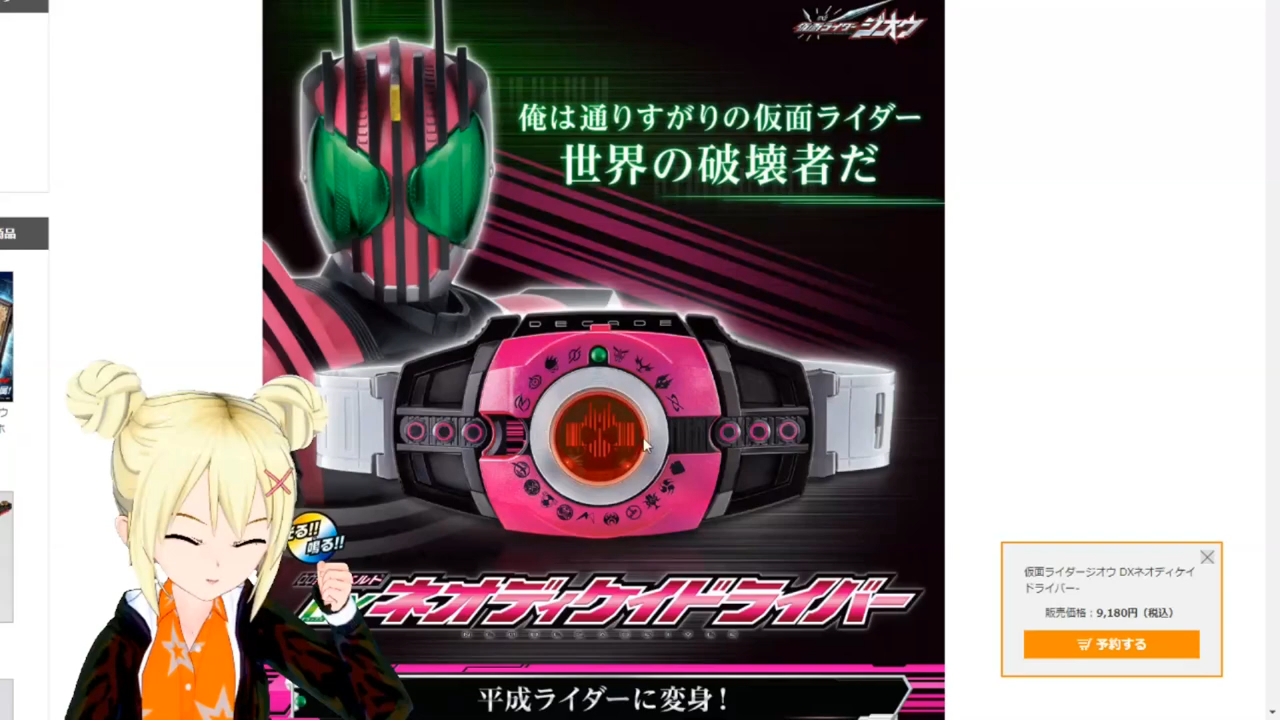 仮面ライダージオウ
俺は通りすがりの仮面ライダー
世界の破壊者だ
商品
DECADE
る!!
鳴る!!
DX
ネオディケイドライバー
平成ライダーに変身!
仮面ライダージオウ DXネオディケイ
ドライバー-
販売価格:9,180円(税込)
予約する